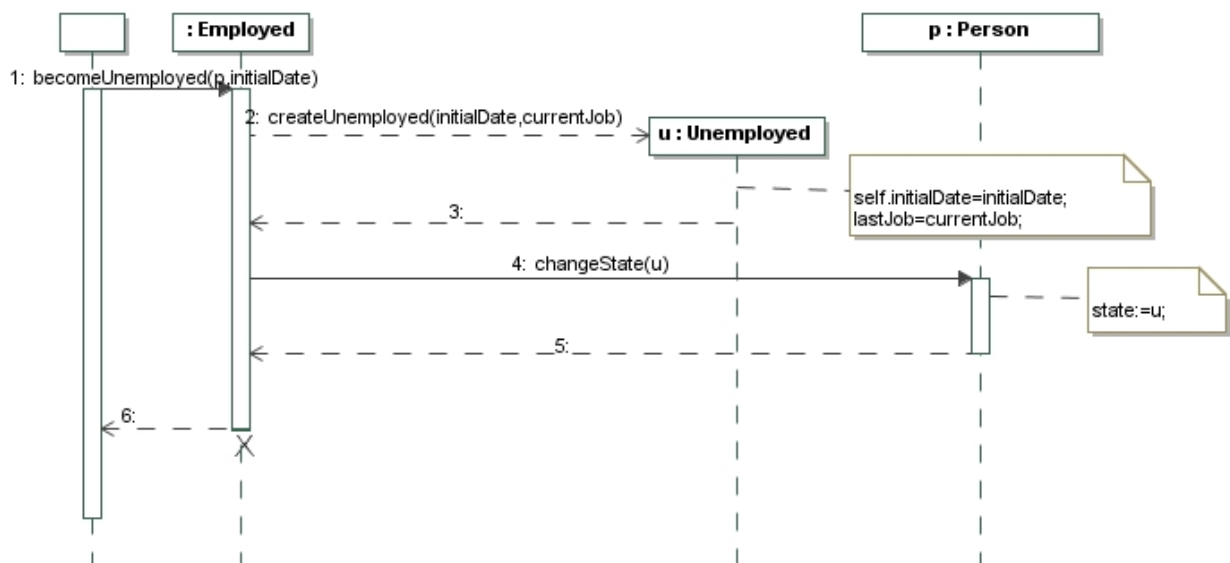 : Employed
p : Person
1: becomeUnemployed(p,initialDate)
2: createUnemployed(initialDate,currentJob)
u : Unemployed
self.initialDate=initialDate;
lastJob=currentJob;
3:
4: changeState(u)
state:=u;
5:
6: